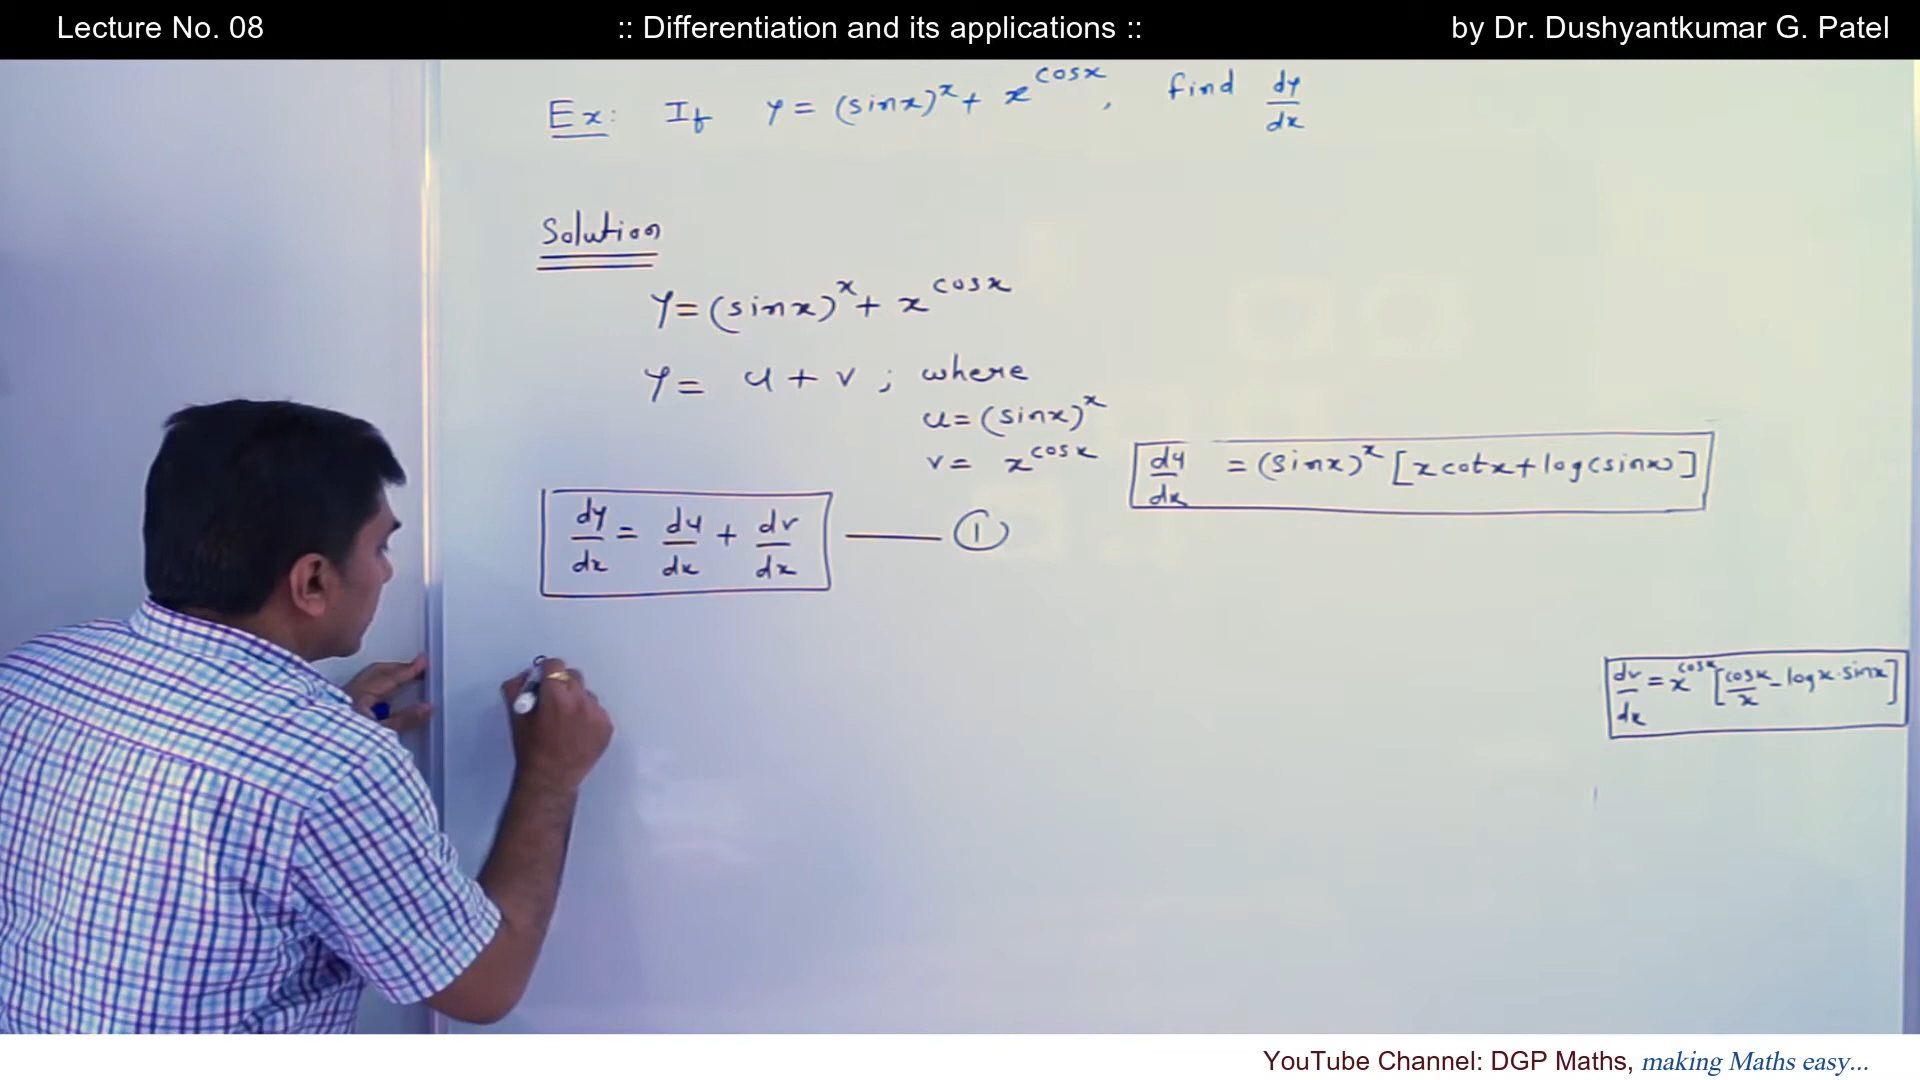 Lecture No. 08 :: Differentiation and its applications :: by Dr. Dushyantkumar G. Patel
Ex: If y = (sinx)^x + x^cosx , find dy/dx
Solution
y = (sinx)^x + x^cosx
y = u + v ; where
u = (sinx)^x
v = x^cosx
du/dx = (sinx)^x [x cotx + log(sinx)]
dy/dx = du/dx + dv/dx —— ①
dv/dx = x^cosx [cosx/x - logx · sinx]
YouTube Channel: DGP Maths, making Maths easy...